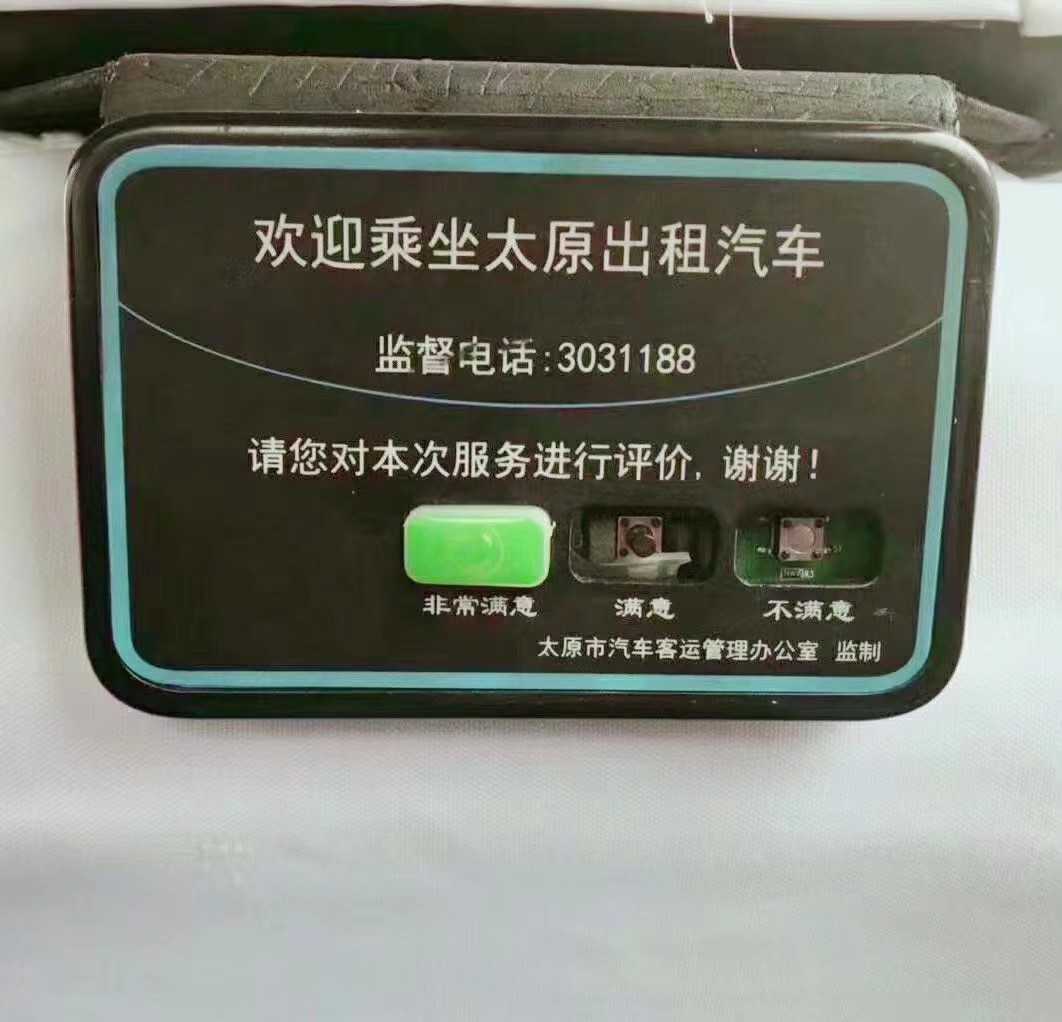 欢迎乘坐太原出租汽车
监督电话:3031188
请您对本次服务进行评价, 谢谢!
非常满意 满意 不满意
太原市汽车客运管理办公室 监制